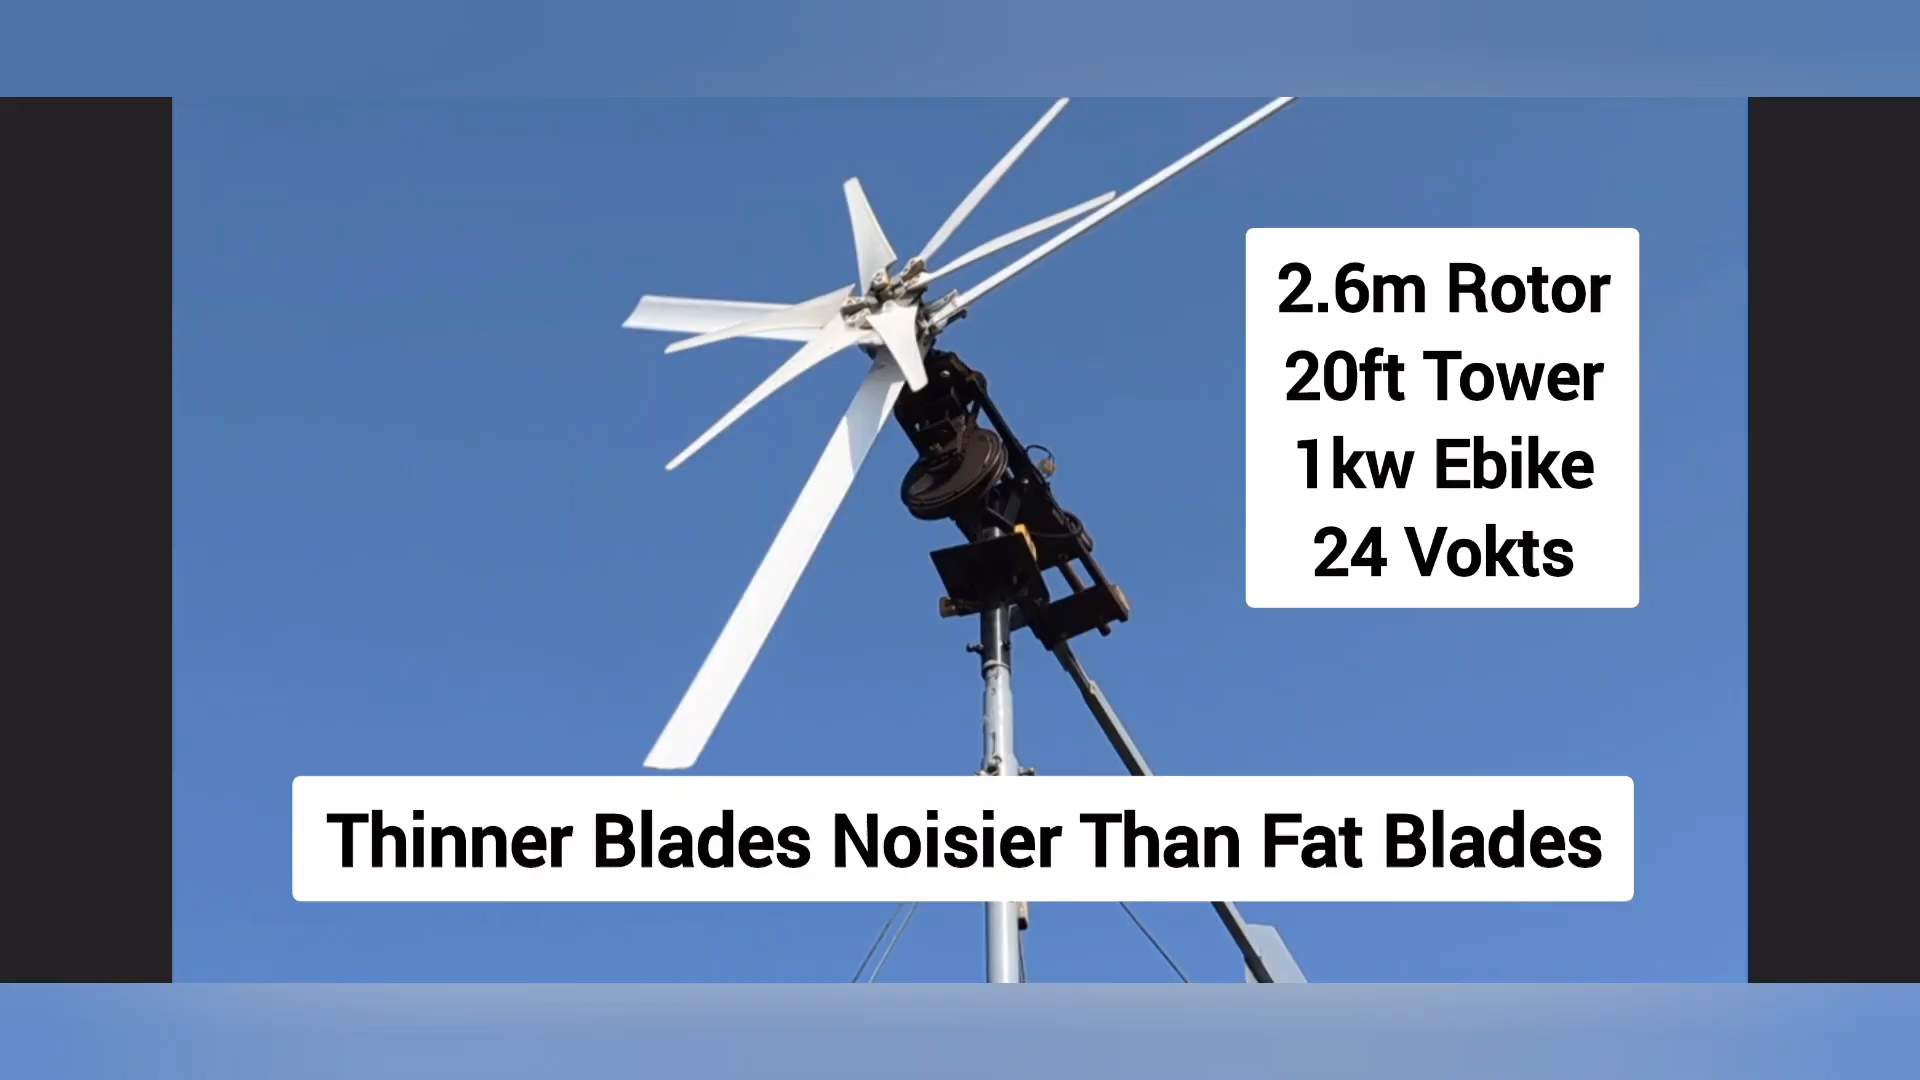 2.6m Rotor
20ft Tower
1kw Ebike
24 Vokts
Thinner Blades Noisier Than Fat Blades